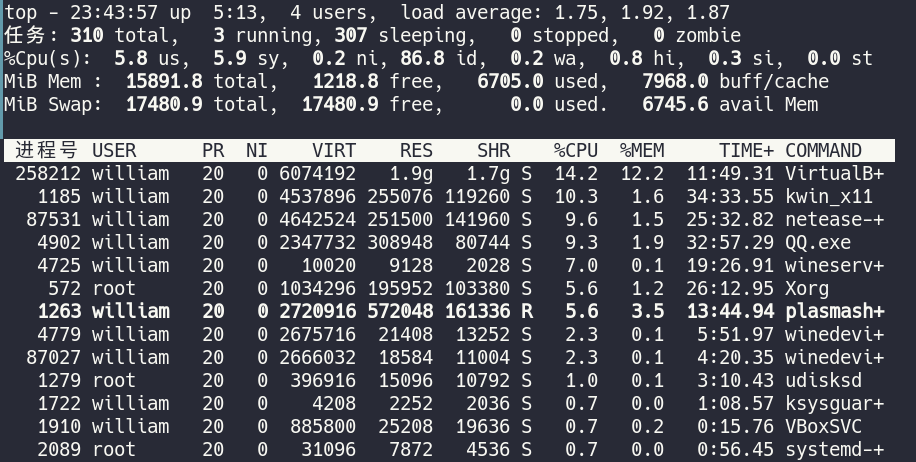 top - 23:43:57 up  5:13,  4 users,  load average: 1.75, 1.92, 1.87
任务: 310 total,   3 running, 307 sleeping,   0 stopped,   0 zombie
%Cpu(s):  5.8 us,  5.9 sy,  0.2 ni, 86.8 id,  0.2 wa,  0.8 hi,  0.3 si,  0.0 st
MiB Mem :  15891.8 total,   1218.8 free,   6705.0 used,   7968.0 buff/cache
MiB Swap:  17480.9 total,  17480.9 free,      0.0 used.   6745.6 avail Mem
进程号 USER      PR  NI    VIRT    RES    SHR    %CPU  %MEM     TIME+ COMMAND
258212 william   20   0 6074192   1.9g   1.7g S  14.2  12.2  11:49.31 VirtualB+
1185 william   20   0 4537896 255076 119260 S  10.3   1.6  34:33.55 kwin_x11
87531 william   20   0 4642524 251500 141960 S   9.6   1.5  25:32.82 netease-+
4902 william   20   0 2347732 308948  80744 S   9.3   1.9  32:57.29 QQ.exe
4725 william   20   0   10020   9128   2028 S   7.0   0.1  19:26.91 wineserv+
572 root      20   0 1034296 195952 103380 S   5.6   1.2  26:12.95 Xorg
1263 william   20   0 2720916 572048 161336 R   5.6   3.5  13:44.94 plasmash+
4779 william   20   0 2675716  21408  13252 S   2.3   0.1   5:51.97 winedevi+
87027 william   20   0 2666032  18584  11004 S   2.3   0.1   4:20.35 winedevi+
1279 root      20   0  396916  15096  10792 S   1.0   0.1   3:10.43 udisksd
1722 william   20   0    4208   2252   2036 S   0.7   0.0   1:08.57 ksysguar+
1910 william   20   0  885800  25208  19636 S   0.7   0.2   0:15.76 VBoxSVC
2089 root      20   0   31096   7872   4536 S   0.7   0.0   0:56.45 systemd-+